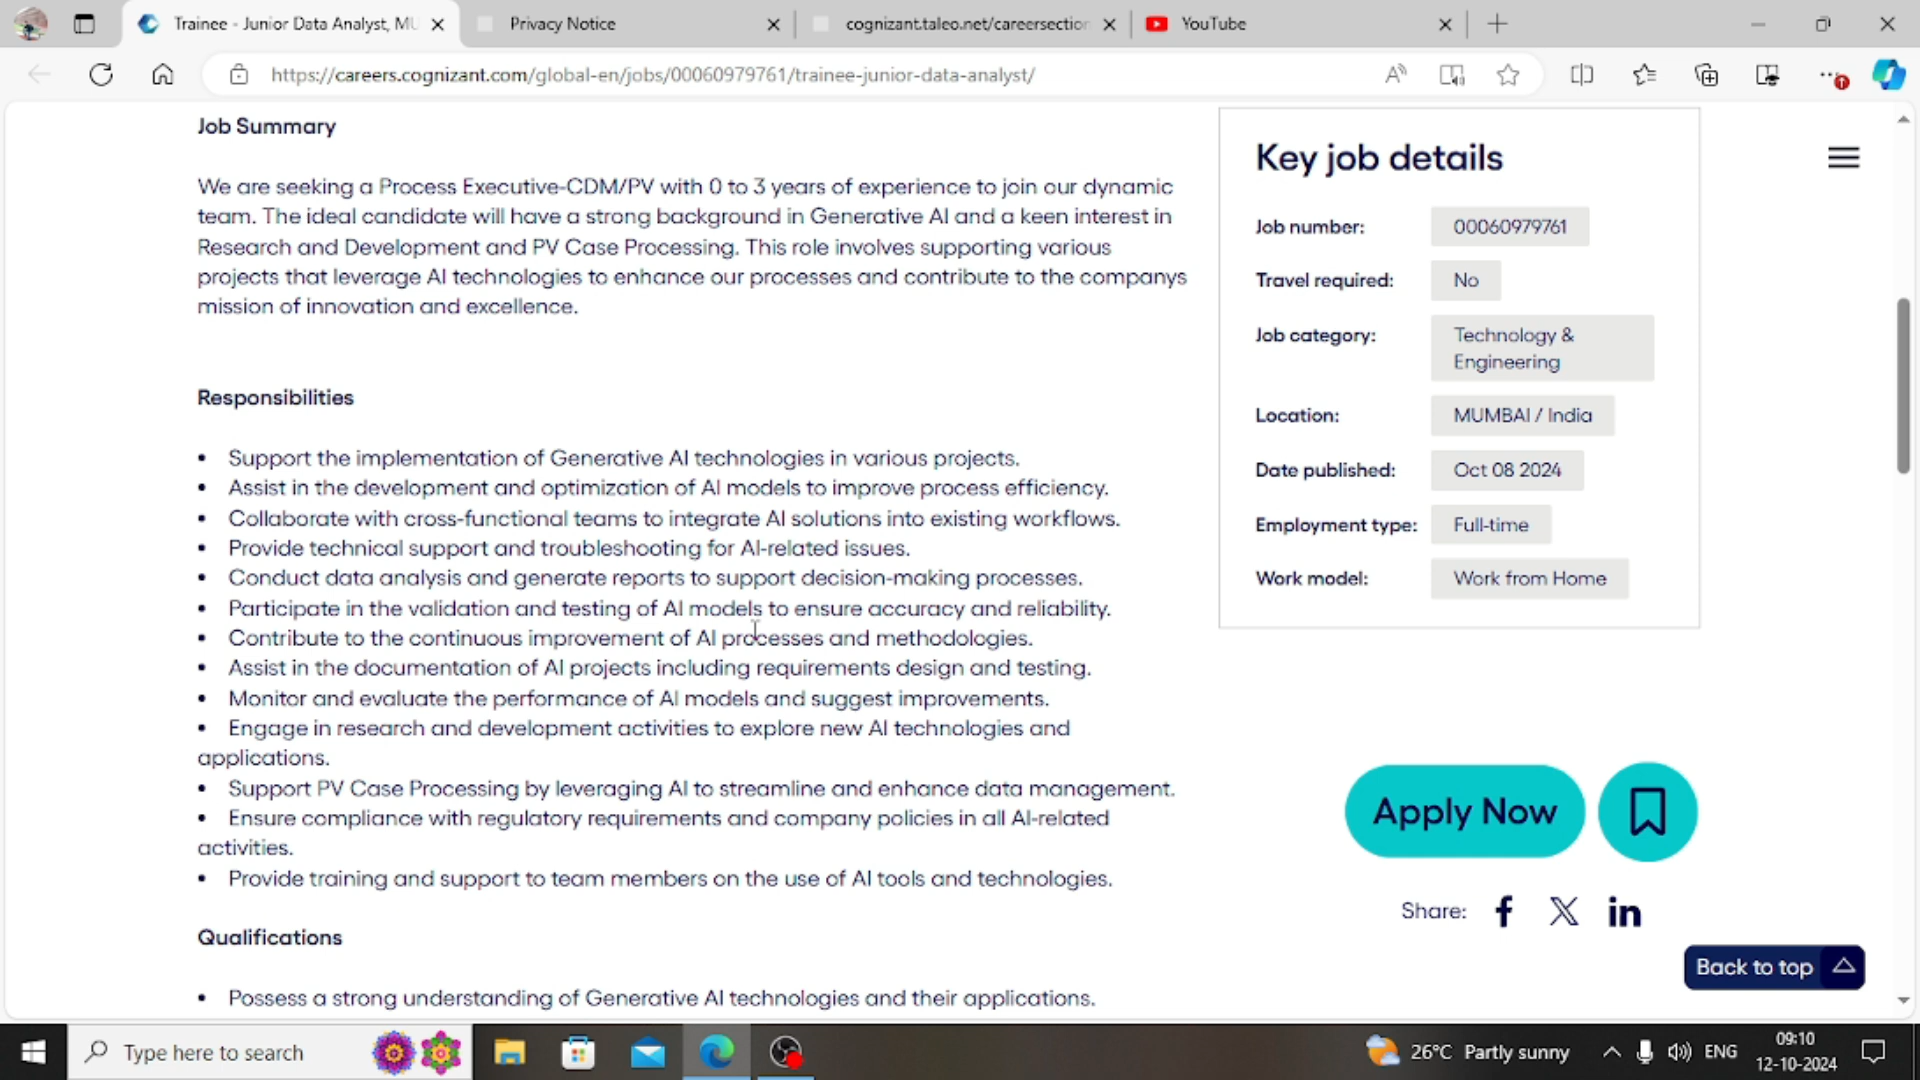 Trainee - Junior Data Analyst, MU
Privacy Notice
cognizant.taleo.net/careersection
YouTube
https://careers.cognizant.com/global-en/jobs/00060979761/trainee-junior-data-analyst/
Job Summary
We are seeking a Process Executive-CDM/PV with 0 to 3 years of experience to join our dynamic
team. The ideal candidate will have a strong background in Generative AI and a keen interest in
Research and Development and PV Case Processing. This role involves supporting various
projects that leverage AI technologies to enhance our processes and contribute to the companys
mission of innovation and excellence.
Responsibilities
• Support the implementation of Generative AI technologies in various projects.
• Assist in the development and optimization of AI models to improve process efficiency.
• Collaborate with cross-functional teams to integrate AI solutions into existing workflows.
• Provide technical support and troubleshooting for AI-related issues.
• Conduct data analysis and generate reports to support decision-making processes.
• Participate in the validation and testing of AI models to ensure accuracy and reliability.
• Contribute to the continuous improvement of AI processes and methodologies.
• Assist in the documentation of AI projects including requirements design and testing.
• Monitor and evaluate the performance of AI models and suggest improvements.
• Engage in research and development activities to explore new AI technologies and
applications.
• Support PV Case Processing by leveraging AI to streamline and enhance data management.
• Ensure compliance with regulatory requirements and company policies in all AI-related
activities.
• Provide training and support to team members on the use of AI tools and technologies.
Qualifications
• Possess a strong understanding of Generative AI technologies and their applications.
Key job details
Job number: 00060979761
Travel required: No
Job category: Technology &
Engineering
Location: MUMBAI / India
Date published: Oct 08 2024
Employment type: Full-time
Work model: Work from Home
Apply Now
Share:
Back to top
Type here to search
26°C Partly sunny
ENG
09:10
12-10-2024